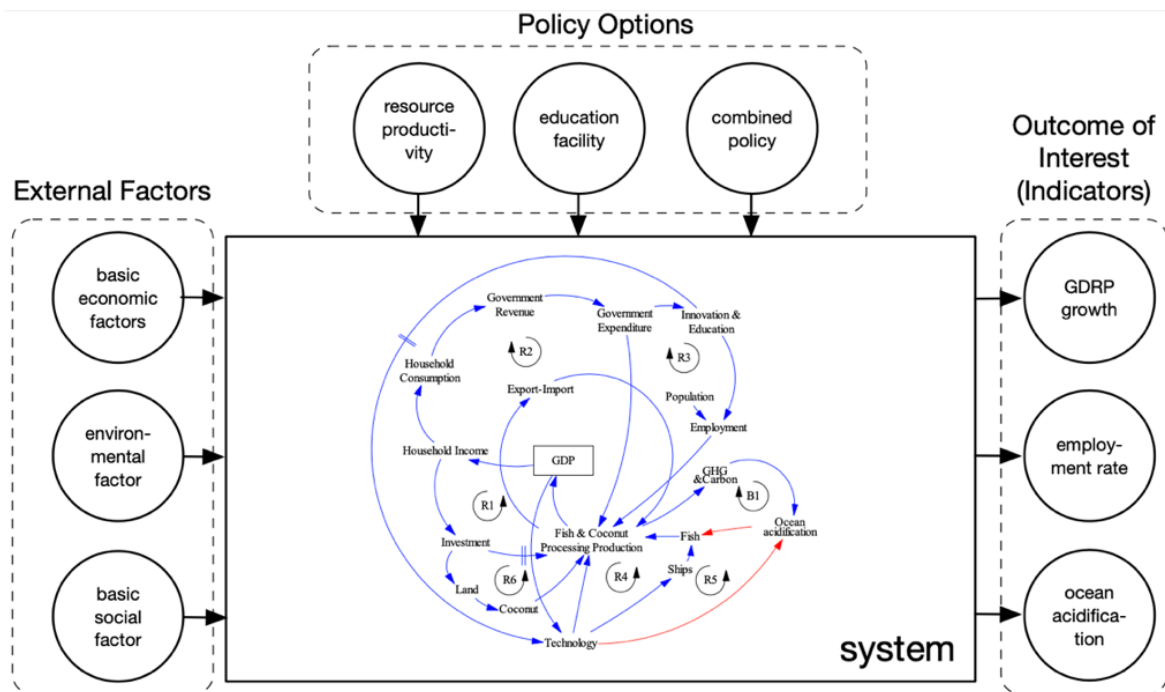 Policy Options
resource
producti-
vity
education
facility
combined
policy
External Factors
basic
economic
factors
environ-
mental
factor
basic
social
factor
Outcome of
Interest
(Indicators)
GDRP
growth
employ-
ment rate
ocean
acidifica-
tion
Government
Revenue
Government
Expenditure
Innovation &
Education
R2
R3
Household
Consumption
Export-Import
Population
Employment
Household Income
GDP
GHG
&Carbon
B1
R1
Fish & Coconut
Processing Production
Fish
Ocean
acidification
Investment
Ships
R6
R4
R5
Land
Coconut
Technology
system